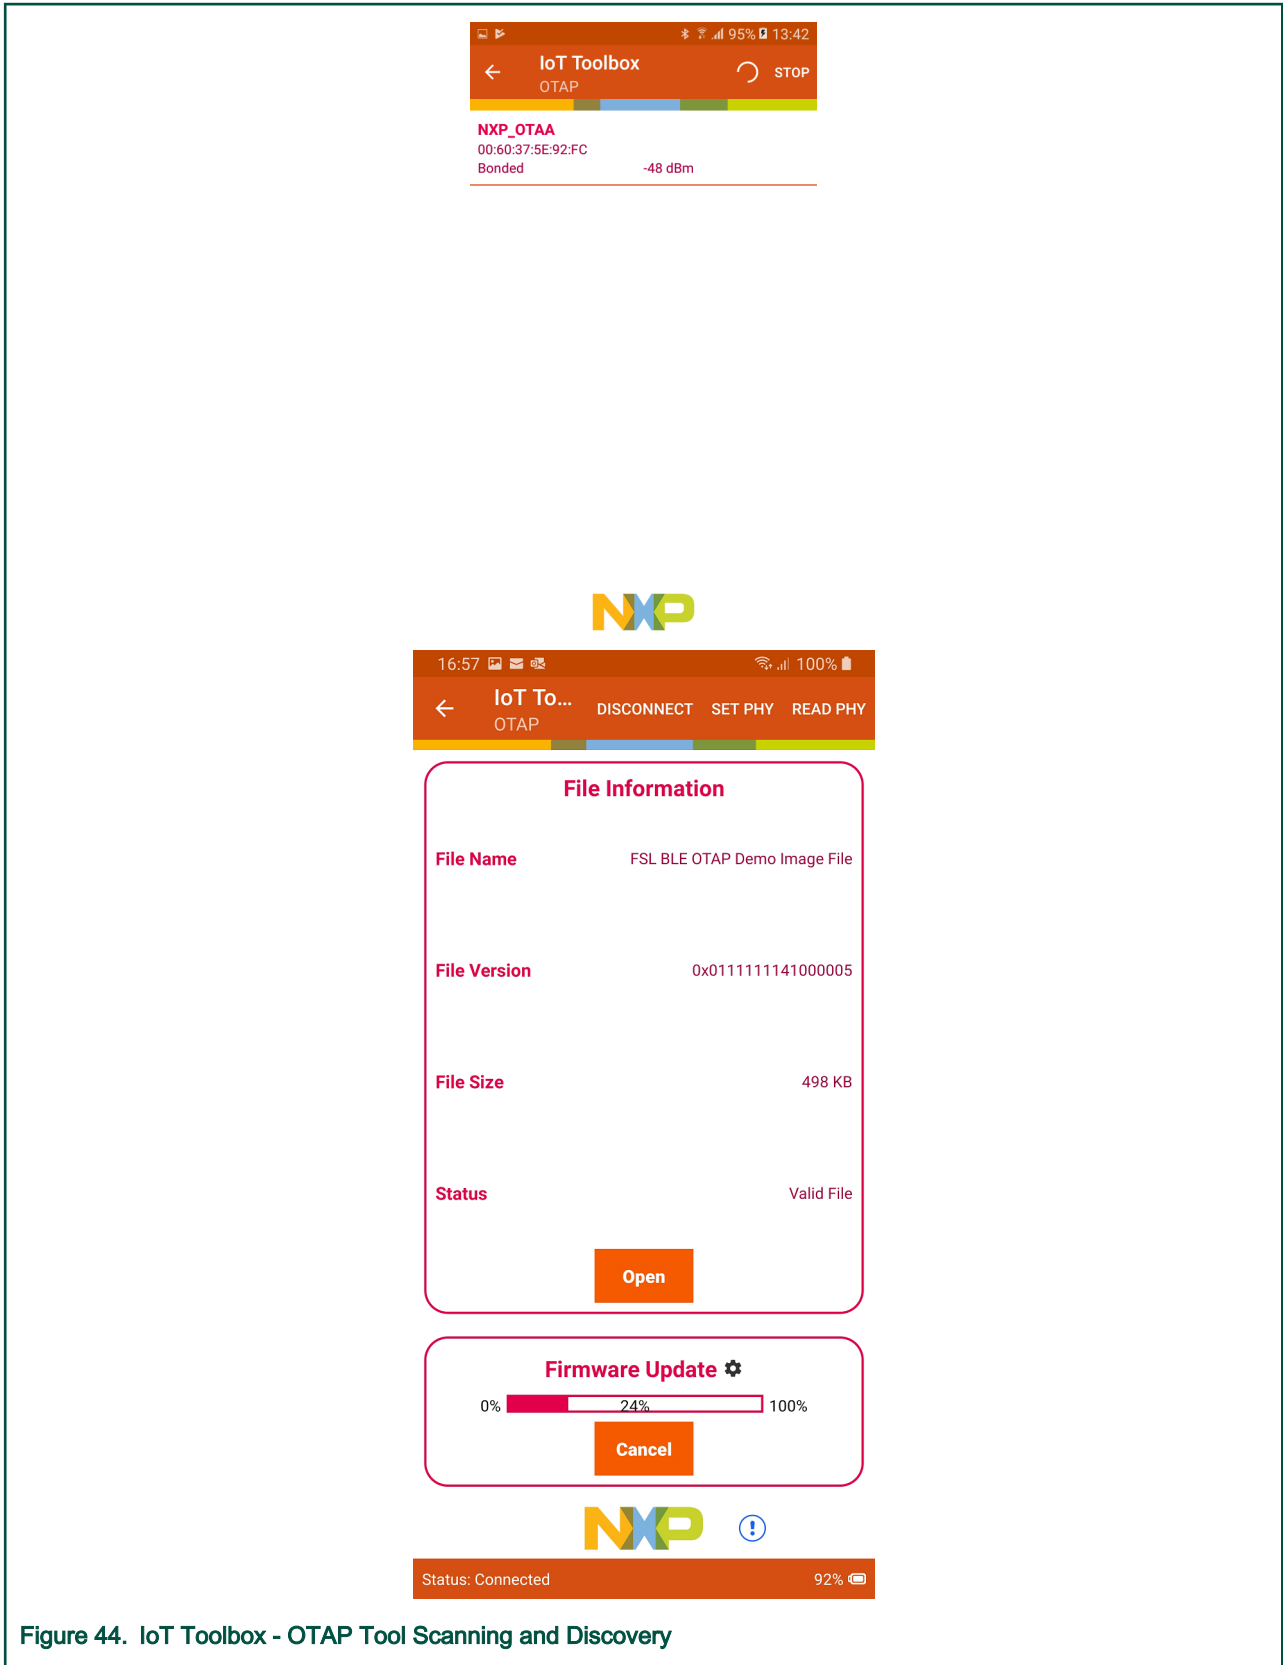 95% 13:42
IoT Toolbox
STOP
OTAP
NXP_OTAA
00:60:37:5E:92:FC
Bonded -48 dBm
NXP
16:57 100%
IoT To... DISCONNECT SET PHY READ PHY
OTAP
File Information
File Name FSL BLE OTAP Demo Image File
File Version 0x0111111141000005
File Size 498 KB
Status Valid File
Open
Firmware Update
0% 24% 100%
Cancel
NXP
Status: Connected 92%
Figure 44. IoT Toolbox - OTAP Tool Scanning and Discovery